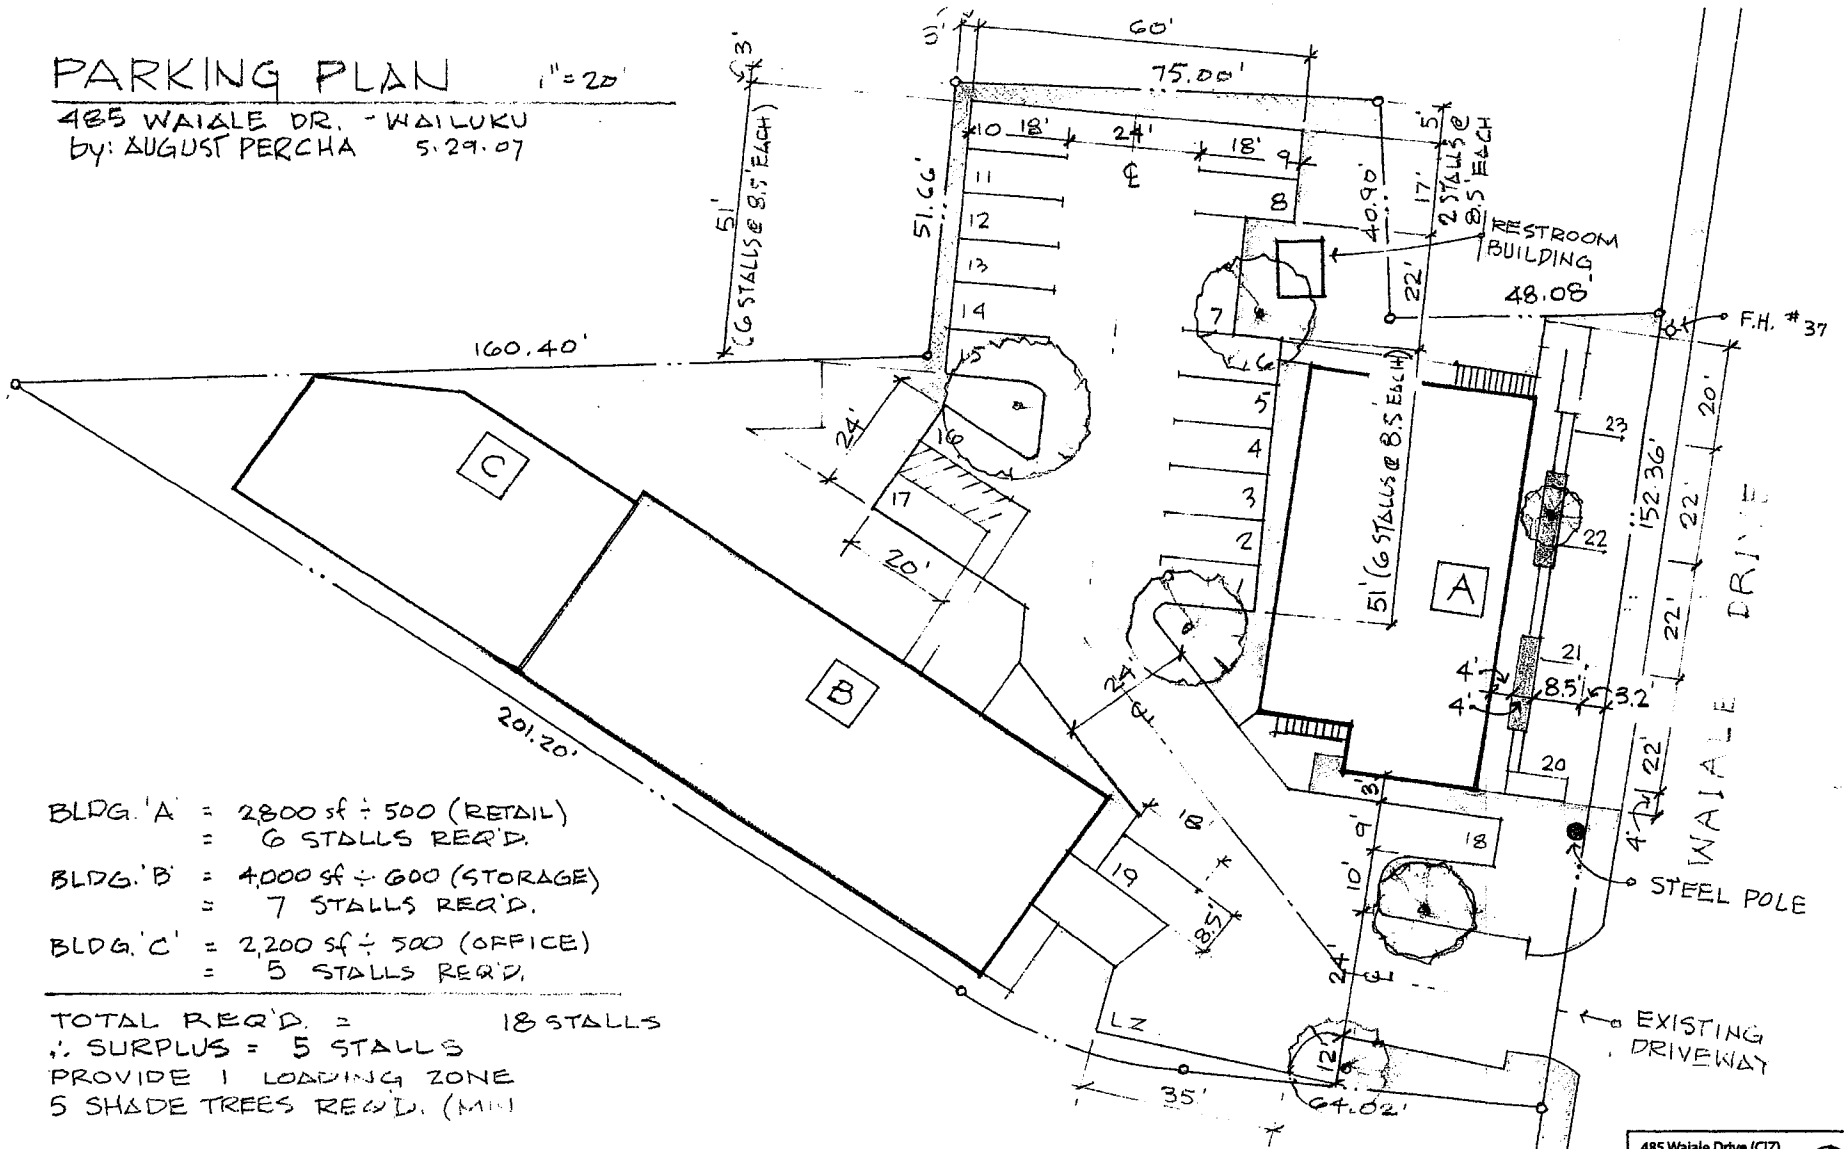 PARKING PLAN 1"=20'
485 WAIALE DR. - WAILUKU
by: AUGUST PERCHA 5.29.07
3'
51'
(6 STALLS @ 8.5' EACH)
51.66'
60'
75.00'
10 18' 24' 18' 9
11
12
13
14
15
8
7
6
5
4
3
2
1
40.90'
5'
17'
2 STALLS @
8.5' EACH
22'
RESTROOM
BUILDING
48.08'
F.H. #37
160.40'
24'
16
17
20'
C
B
A
51' (6 STALLS @ 8.5' EACH)
23
22
21
20
152.36'
20'
22'
22'
22'
4'
WAIALE DRIVE
4'
4'
8.5'
3.2'
24'
201.20'
3'
9'
10'
24'
12'
18
18'
19
8.5'
STEEL POLE
LZ
35'
64.02'
EXISTING
DRIVEWAY
BLDG. 'A' = 2,800 sf ÷ 500 (RETAIL)
= 6 STALLS REQ'D.
BLDG. 'B' = 4,000 sf ÷ 600 (STORAGE)
= 7 STALLS REQ'D.
BLDG. 'C' = 2,200 sf ÷ 500 (OFFICE)
= 5 STALLS REQ'D.
TOTAL REQ'D. = 18 STALLS
∴ SURPLUS = 5 STALLS
PROVIDE 1 LOADING ZONE
5 SHADE TREES REQ'D. (MIN
485 Waiale Drive (CIZ)